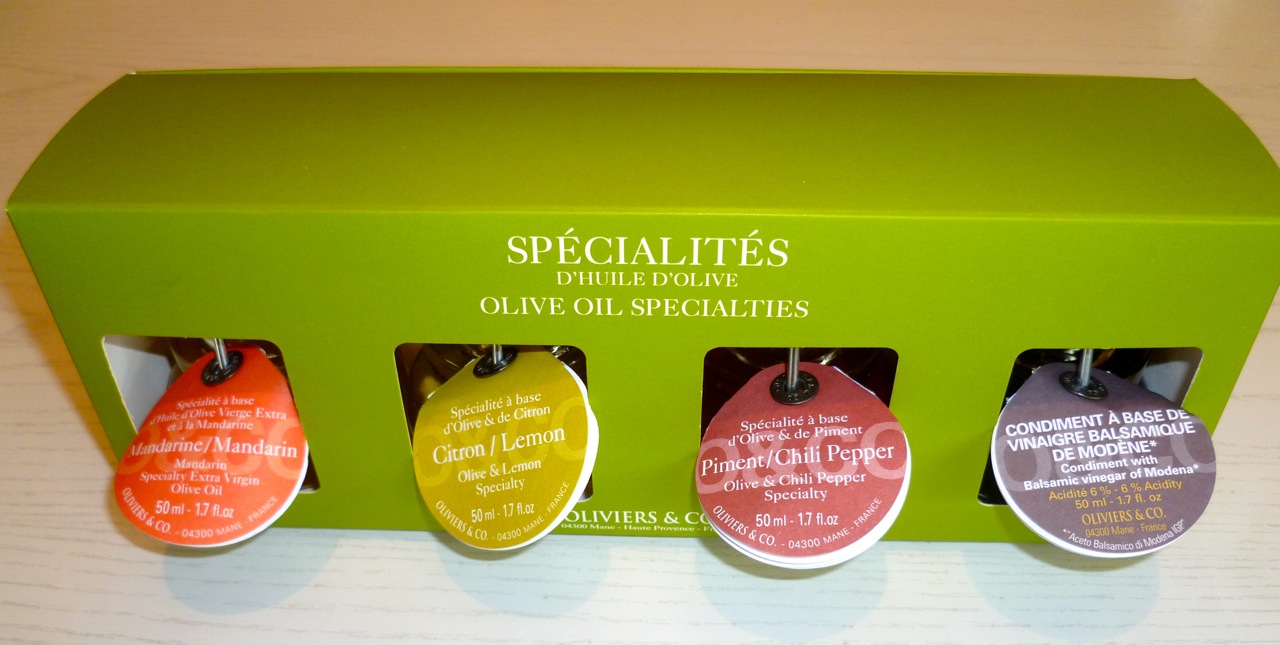 SPÉCIALITÉS
D'HUILE D'OLIVE
OLIVE OIL SPECIALTIES
Spécialité à base
d'Huile d'Olive Vierge Extra
et à la Mandarine
Mandarine/Mandarin
Mandarin
Specialty Extra Virgin
Olive Oil
50 ml - 1.7 fl.oz
OLIVIERS & CO. - 04300 MANE - FRANCE
Spécialité à base
d'Olive & de Citron
Citron / Lemon
Olive & Lemon
Specialty
50 ml - 1.7 fl.oz
OLIVIERS & CO. - 04300 MANE - FRANCE
Spécialité à base
d'Olive & de Piment
Piment/Chili Pepper
Olive & Chili Pepper
Specialty
50 ml - 1.7 fl.oz
OLIVIERS & CO. - 04300 MANE - FRANCE
CONDIMENT À BASE DE
VINAIGRE BALSAMIQUE
DE MODÈNE*
Condiment with
Balsamic vinegar of Modena*
Acidité 6 % - 6 % Acidity
50 ml - 1.7 fl. oz
OLIVIERS & CO.
04300 Mane - France
*"Aceto Balsamico di Modena IGP"
OLIVIERS & CO
04300 Mane - Haute Provence - F